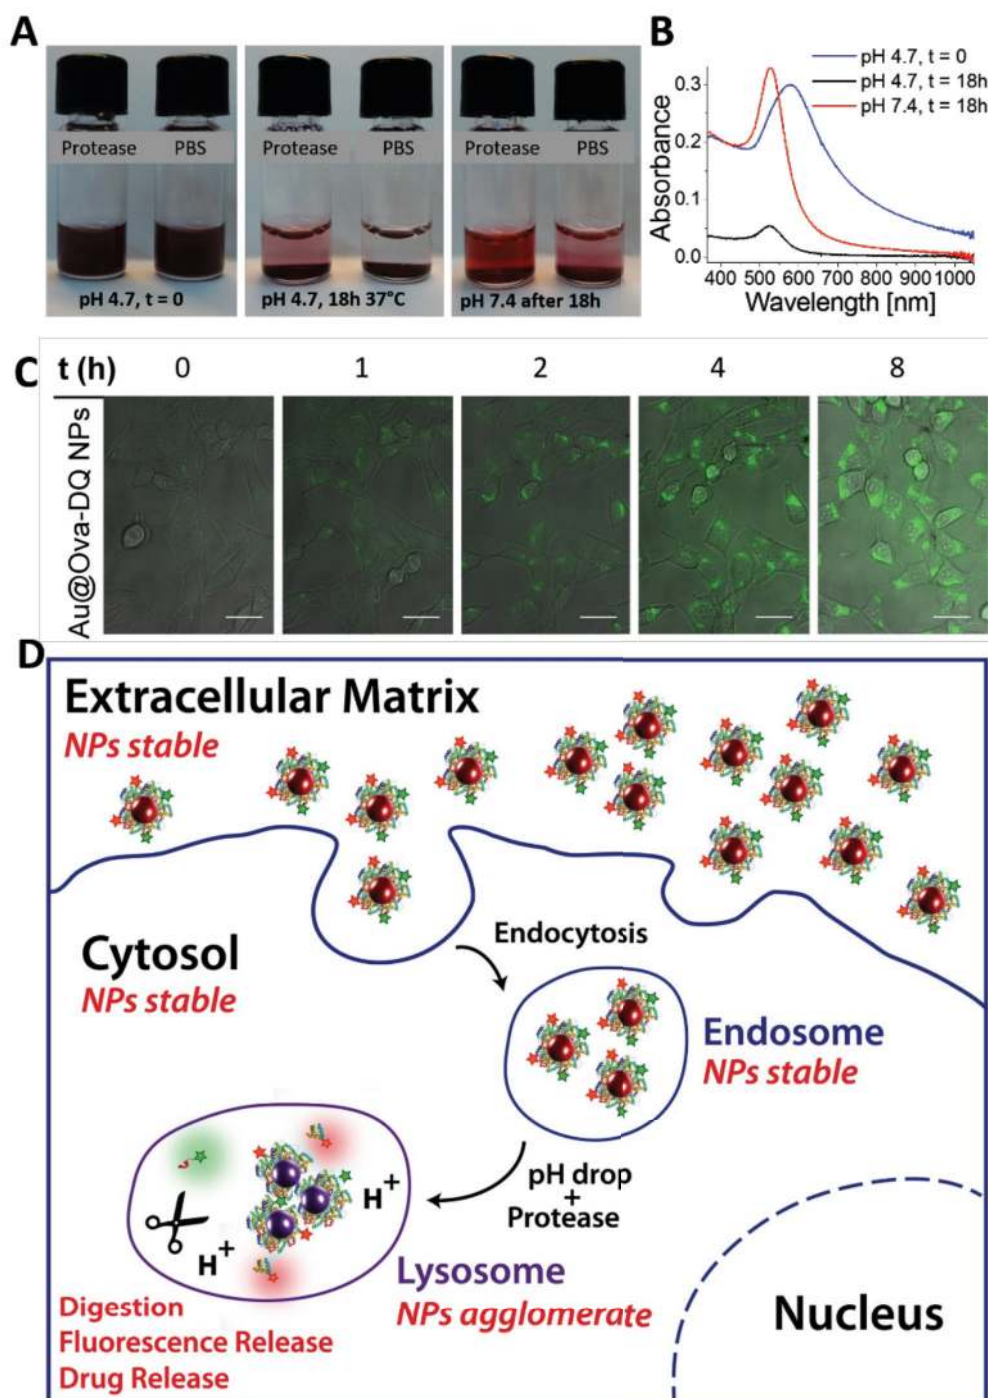 A
Protease PBS
pH 4.7, t = 0
Protease PBS
pH 4.7, 18h 37°C
Protease PBS
pH 7.4 after 18h
B
pH 4.7, t = 0
pH 4.7, t = 18h
pH 7.4, t = 18h
Absorbance
0.3
0.2
0.1
0.0
400 500 600 700 800 900 1000
Wavelength [nm]
C
t (h) 0 1 2 4 8
Au@Ova-DQ NPs
D
Extracellular Matrix
NPs stable
Endocytosis
Cytosol
NPs stable
Endosome
NPs stable
pH drop
+
Protease
H+
H+
Lysosome
NPs agglomerate
Digestion
Fluorescence Release
Drug Release
Nucleus